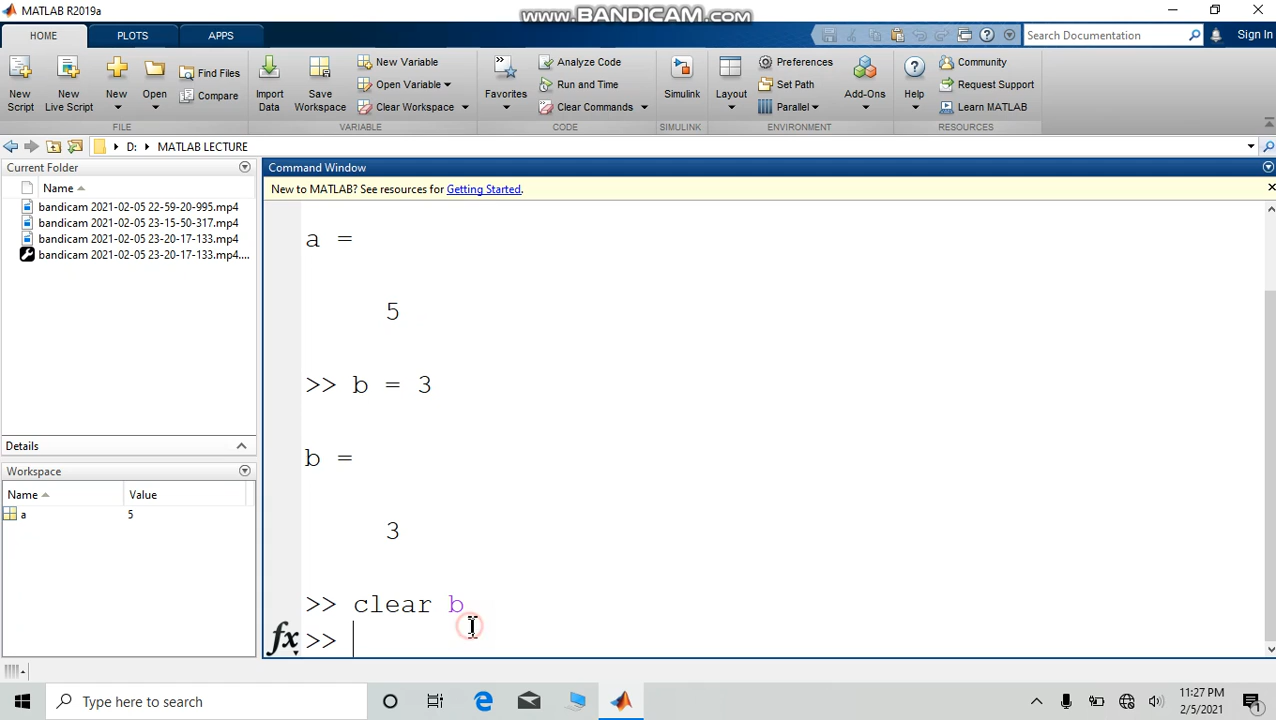 MATLAB R2019a
www.BANDICAM.com
HOME PLOTS APPS
Search Documentation
Sign In
New Script
New Live Script
New
Open
Find Files
Compare
FILE
Import Data
Save Workspace
New Variable
Open Variable
Clear Workspace
VARIABLE
Favorites
Analyze Code
Run and Time
Clear Commands
CODE
Simulink
SIMULINK
Layout
Preferences
Set Path
Parallel
ENVIRONMENT
Add-Ons
Help
Community
Request Support
Learn MATLAB
RESOURCES
D: MATLAB LECTURE
Current Folder
Name
bandicam 2021-02-05 22-59-20-995.mp4
bandicam 2021-02-05 23-15-50-317.mp4
bandicam 2021-02-05 23-20-17-133.mp4
bandicam 2021-02-05 23-20-17-133.mp4....
Details
Workspace
Name Value
a 5
Command Window
New to MATLAB? See resources for Getting Started.
a =
5
>> b = 3
b =
3
>> clear b
fx >>
Type here to search
11:27 PM
2/5/2021
1